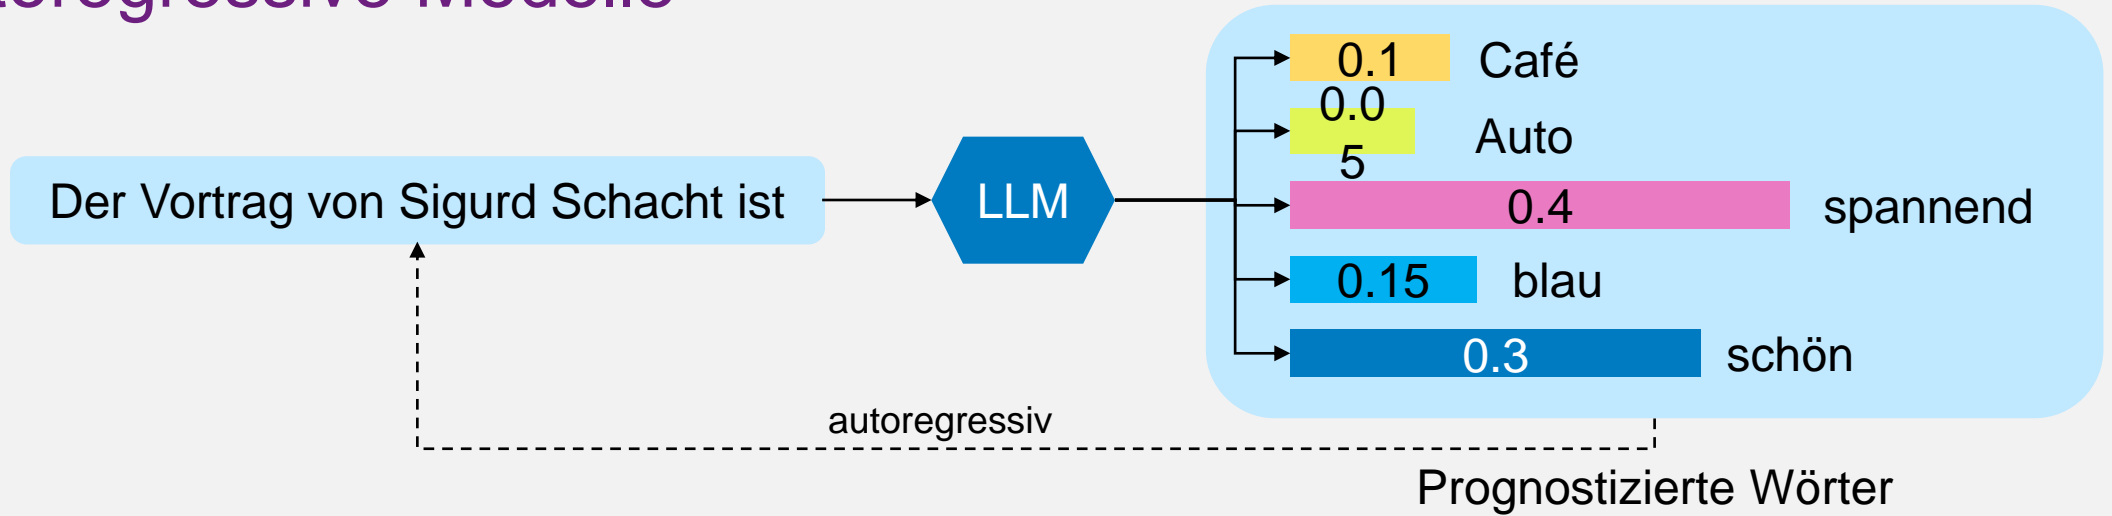 Modelle
Der Vortrag von Sigurd Schacht ist
LLM
0.1 Café
0.0
5
Auto
0.4 spannend
0.15 blau
0.3 schön
autoregressiv
Prognostizierte Wörter